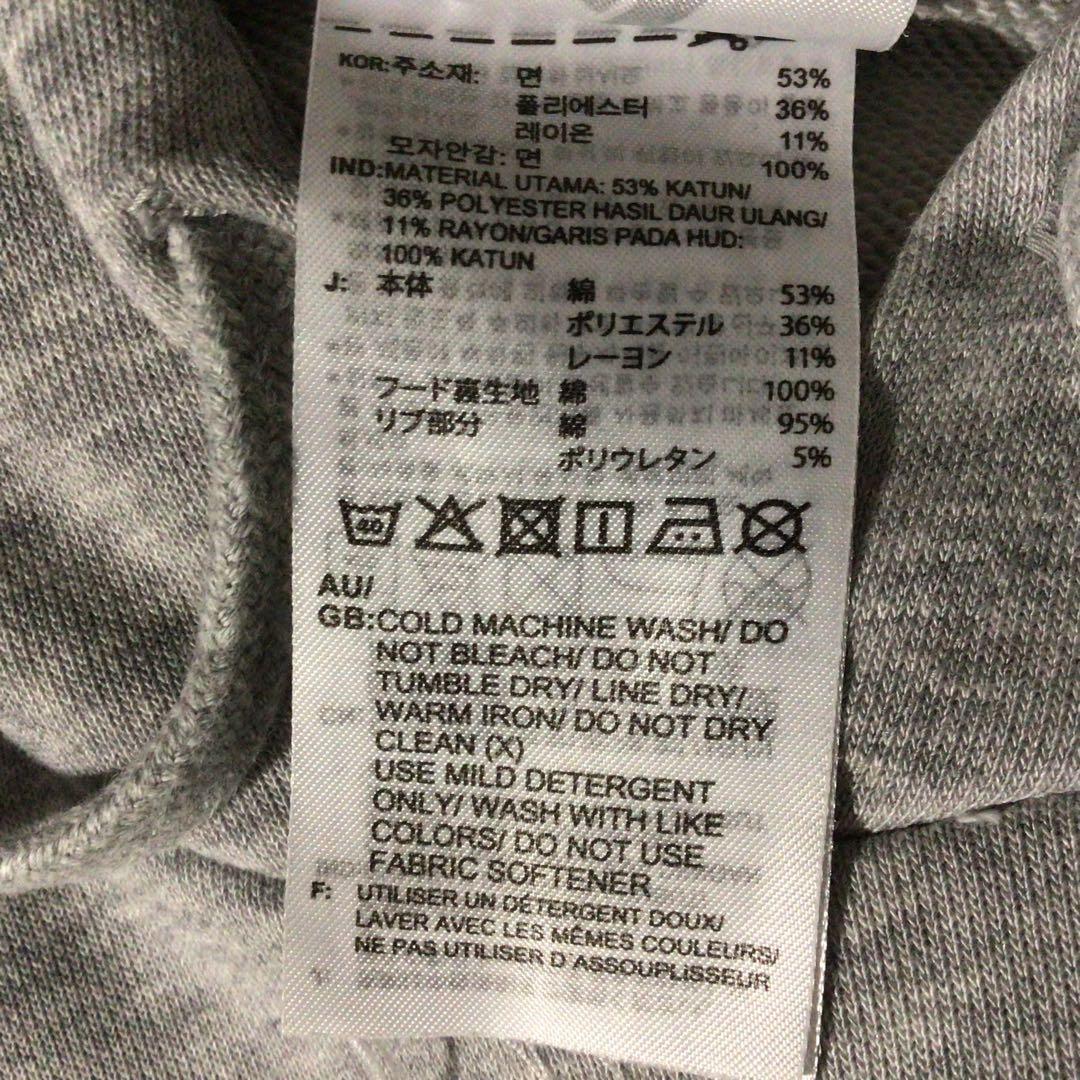 KOR:주소재: 면 53%
폴리에스터 36%
레이온 11%
모자안감: 면 100%
IND:MATERIAL UTAMA: 53% KATUN/
36% POLYESTER HASIL DAUR ULANG/
11% RAYON/GARIS PADA HUD:
100% KATUN
J: 本体 綿 53%
ポリエステル 36%
レーヨン 11%
フード裏生地 綿 100%
リブ部分 綿 95%
ポリウレタン 5%
40
AU/
GB:COLD MACHINE WASH/ DO
NOT BLEACH/ DO NOT
TUMBLE DRY/ LINE DRY/
WARM IRON/ DO NOT DRY
CLEAN (X)
USE MILD DETERGENT
ONLY/ WASH WITH LIKE
COLORS/ DO NOT USE
FABRIC SOFTENER
F: UTILISER UN DÉTERGENT DOUX/
LAVER AVEC LES MÊMES COULEURS/
NE PAS UTILISER D'ASSOUPLISSEUR